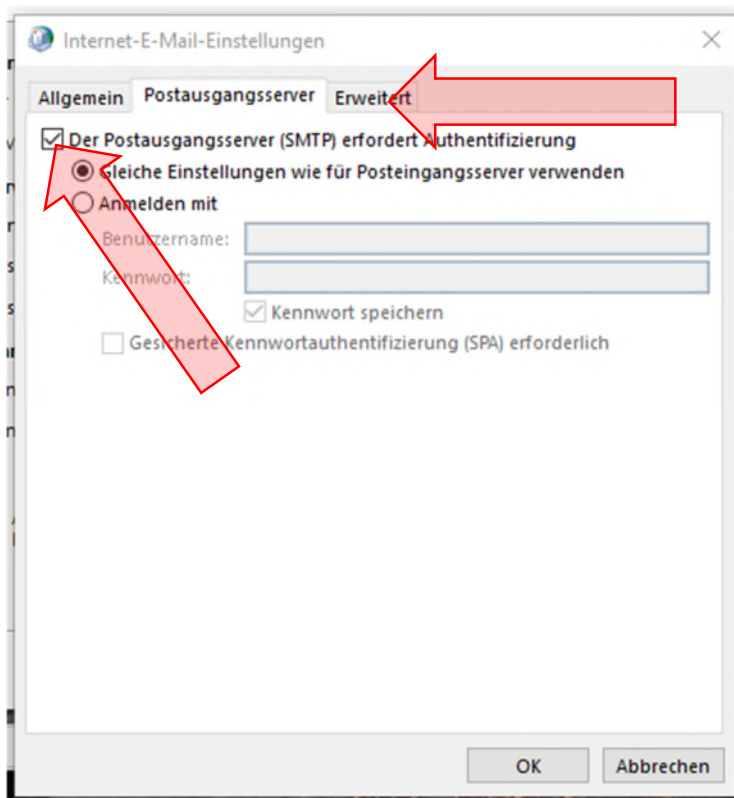 Internet-E-Mail-Einstellungen
Allgemein Postausgangsserver Erweitert
Der Postausgangsserver (SMTP) erfordert Authentifizierung
Gleiche Einstellungen wie für Posteingangsserver verwenden
Anmelden mit
Benutzername:
Kennwort:
Kennwort speichern
Gesicherte Kennwortauthentifizierung (SPA) erforderlich
OK Abbrechen